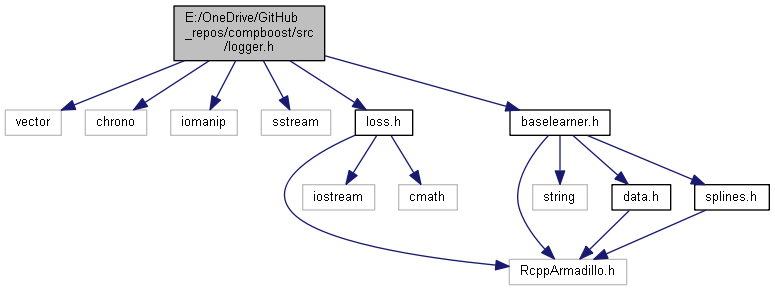 E:/OneDrive/GitHub
_repos/compboost/src
/logger.h
vector
chrono
iomanip
sstream
loss.h
baselearner.h
iostream
cmath
string
data.h
splines.h
RcppArmadillo.h